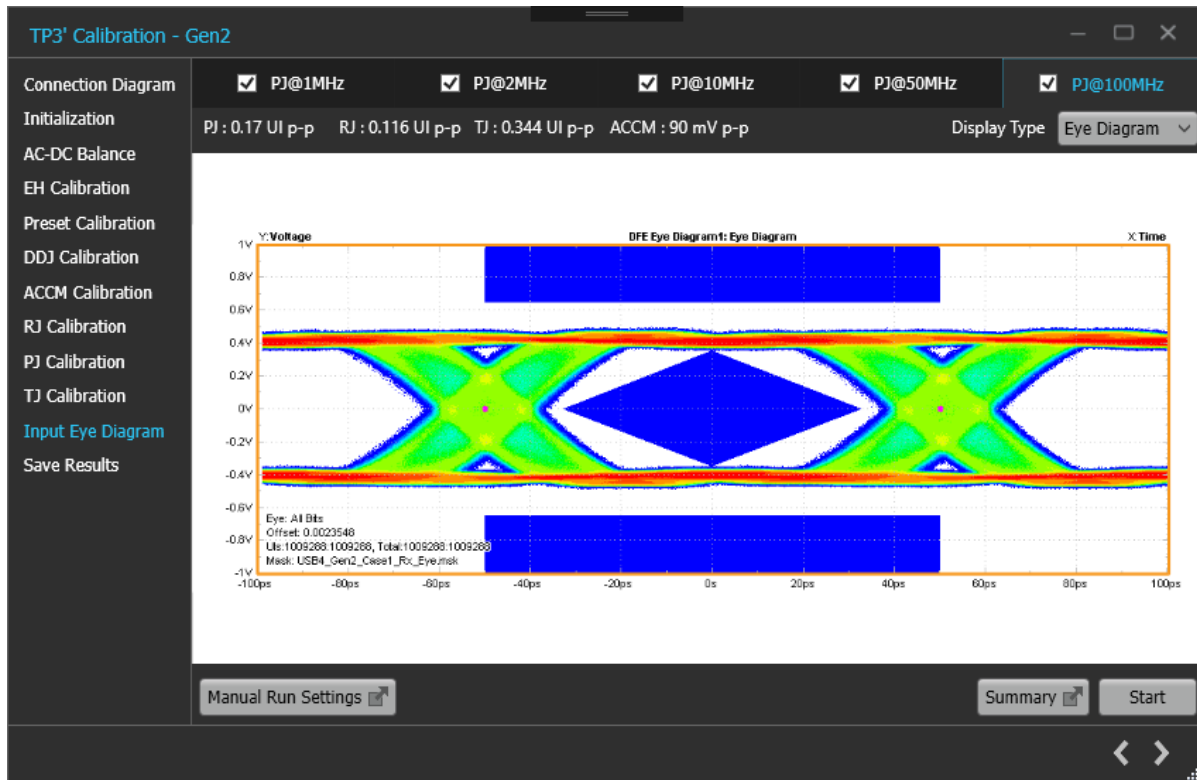 TP3' Calibration - Gen2
Connection Diagram
Initialization
AC-DC Balance
EH Calibration
Preset Calibration
DDJ Calibration
ACCM Calibration
RJ Calibration
PJ Calibration
TJ Calibration
Input Eye Diagram
Save Results
PJ@1MHz PJ@2MHz PJ@10MHz PJ@50MHz PJ@100MHz
PJ : 0.17 UI p-p RJ : 0.116 UI p-p TJ : 0.344 UI p-p ACCM : 90 mV p-p Display Type Eye Diagram
Y:Voltage DFE Eye Diagram1: Eye Diagram X:Time
1V
0.8V
0.6V
0.4V
0.2V
0V
-0.2V
-0.4V
-0.6V
-0.8V
-1V
Eye: All Bits
Offset: 0.0023548
UIs:1009288:1009288, Total:1009288:1009288
Mask: USB4_Gen2_Case1_Rx_Eye.msk
-100ps -80ps -60ps -40ps -20ps 0s 20ps 40ps 60ps 80ps 100ps
Manual Run Settings Summary Start